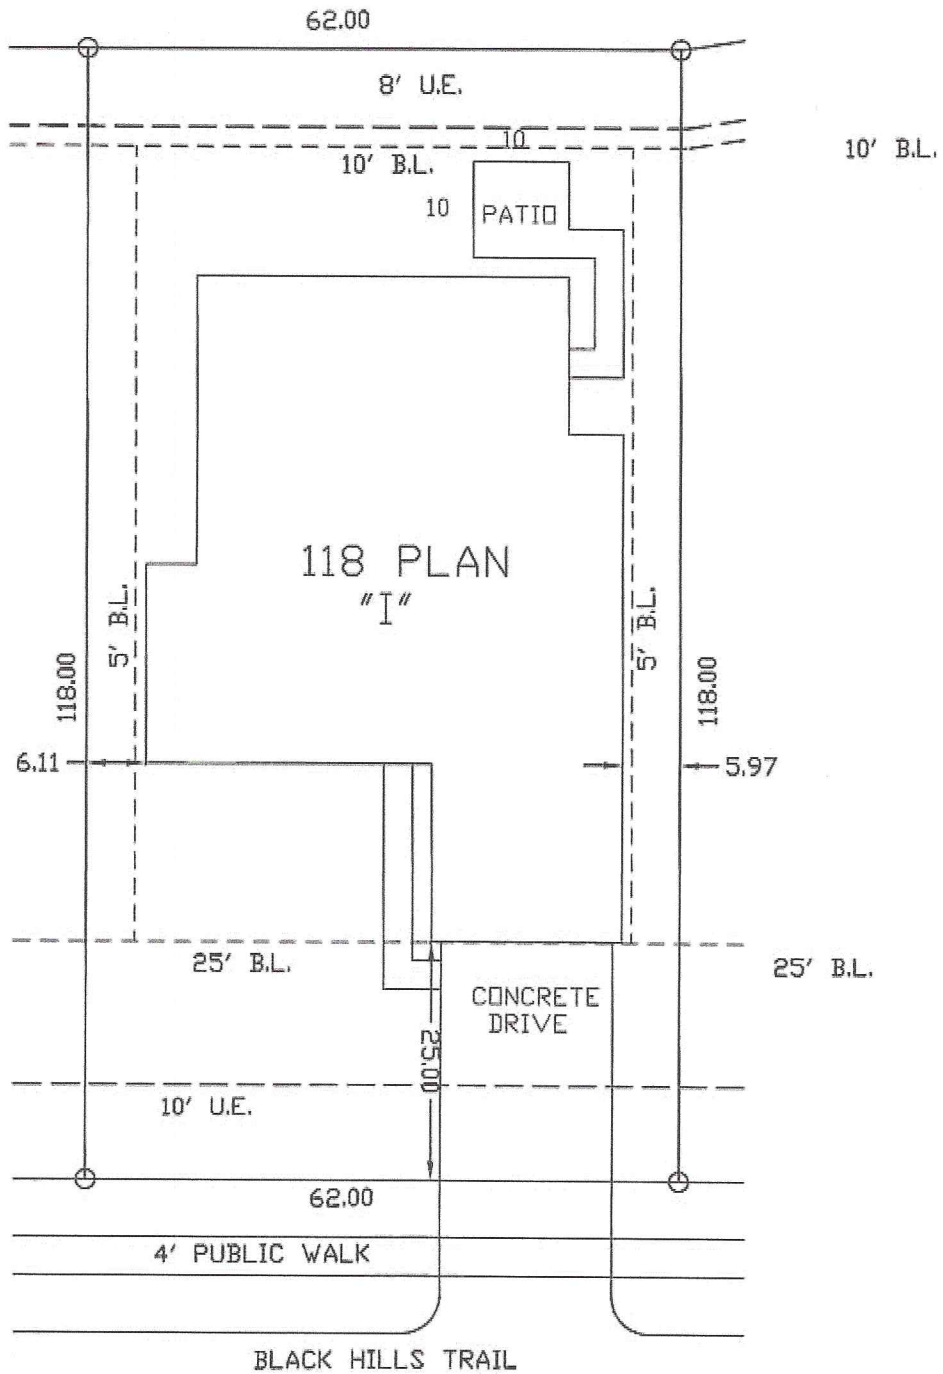 62.00
8' U.E.
10
10' B.L.
10' B.L.
10
PATIO
118 PLAN
"I"
5' B.L.
5' B.L.
118.00
118.00
6.11
5.97
25' B.L.
25' B.L.
CONCRETE
DRIVE
25.00
10' U.E.
62.00
4' PUBLIC WALK
BLACK HILLS TRAIL